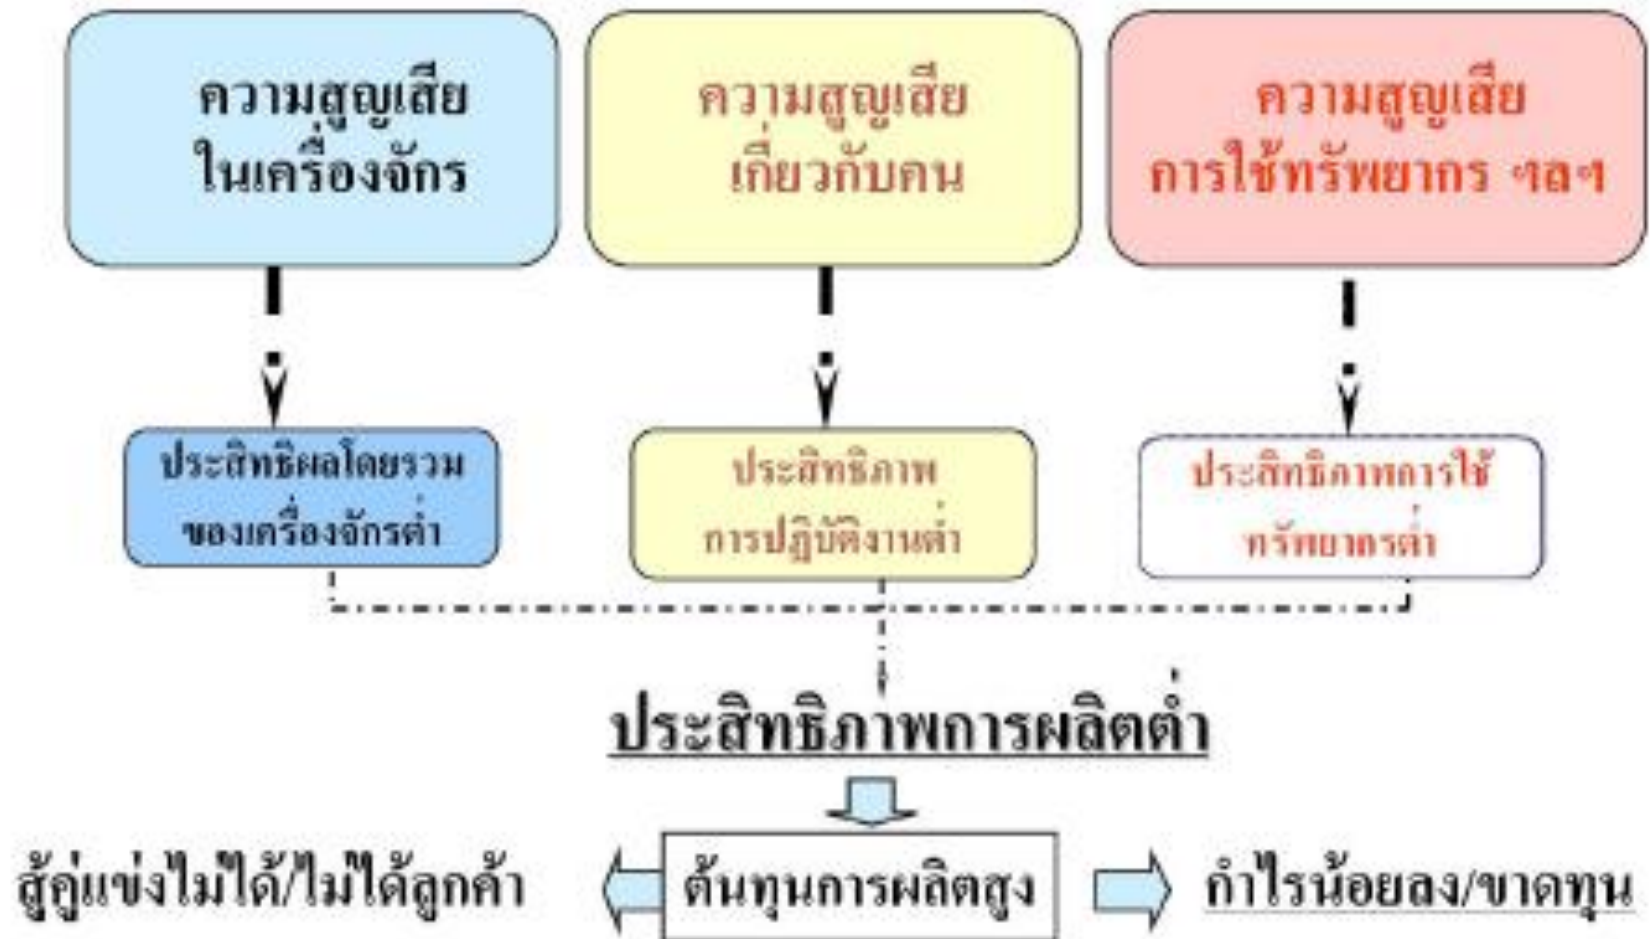 ความสูญเสีย
ในเครื่องจักร
ความสูญเสีย
เกี่ยวกับคน
ความสูญเสีย
การใช้ทรัพยากร ฯลฯ
ประสิทธิผลโดยรวม
ของเครื่องจักรต่ำ
ประสิทธิภาพ
การปฏิบัติงานต่ำ
ประสิทธิภาพการใช้
ทรัพยากรต่ำ
ประสิทธิภาพการผลิตต่ำ
สู้คู่แข่งไม่ได้/ไม่ได้ลูกค้า
ต้นทุนการผลิตสูง
กำไรน้อยลง/ขาดทุน